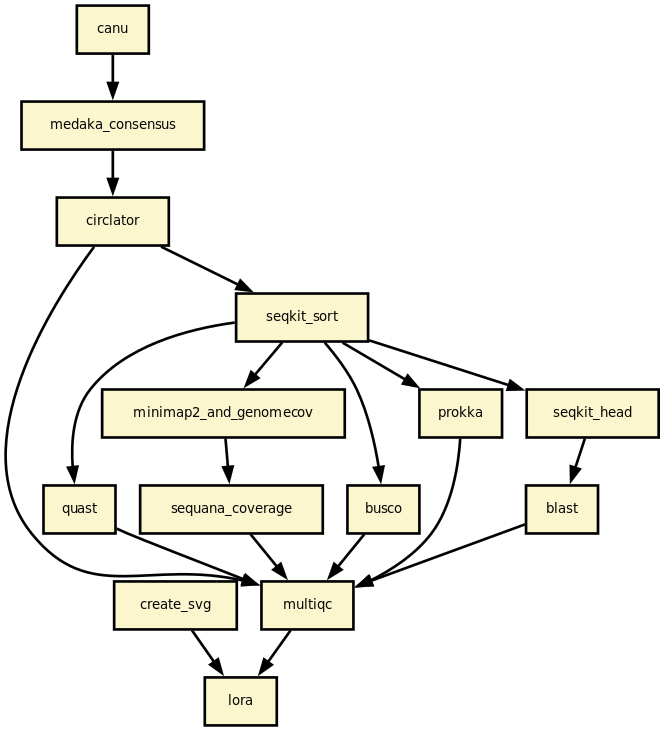 canu
medaka_consensus
circlator
seqkit_sort
minimap2_and_genomecov
prokka
seqkit_head
quast
sequana_coverage
busco
blast
create_svg
multiqc
lora